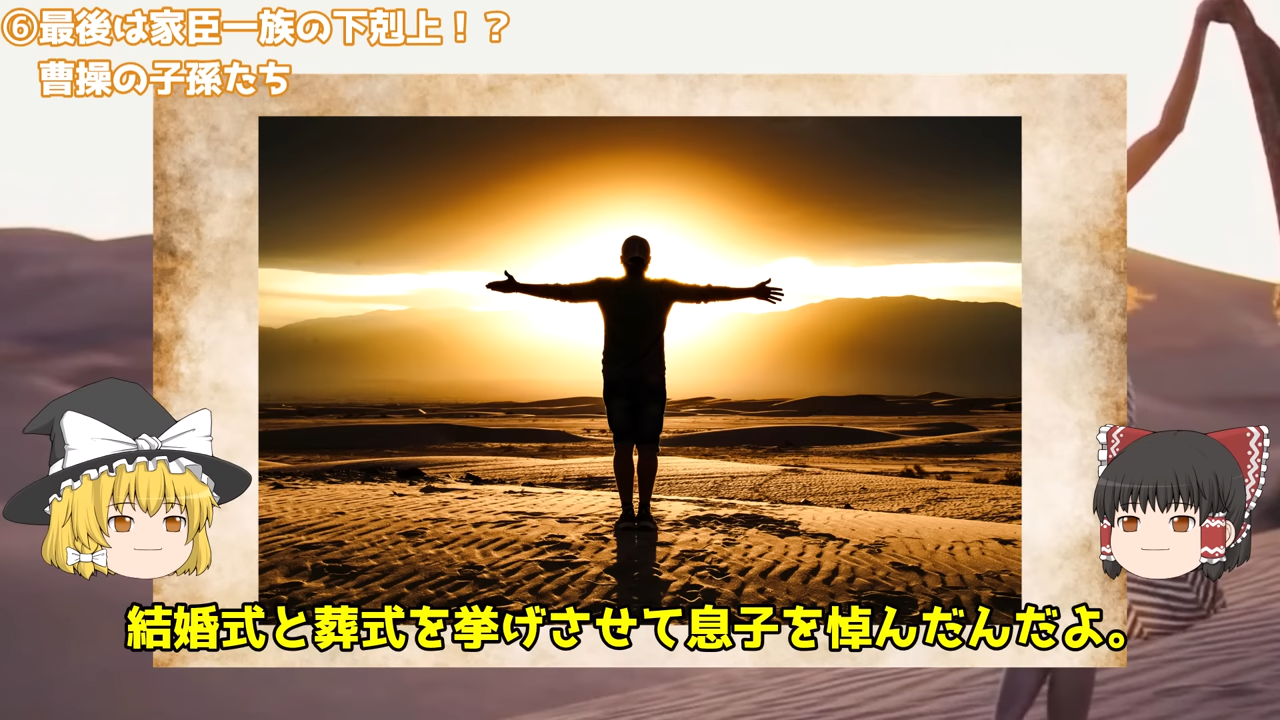 ⑥最後は家臣一族の下剋上！？
曹操の子孫たち
結婚式と葬式を挙げさせて息子を悼んだんだよ。